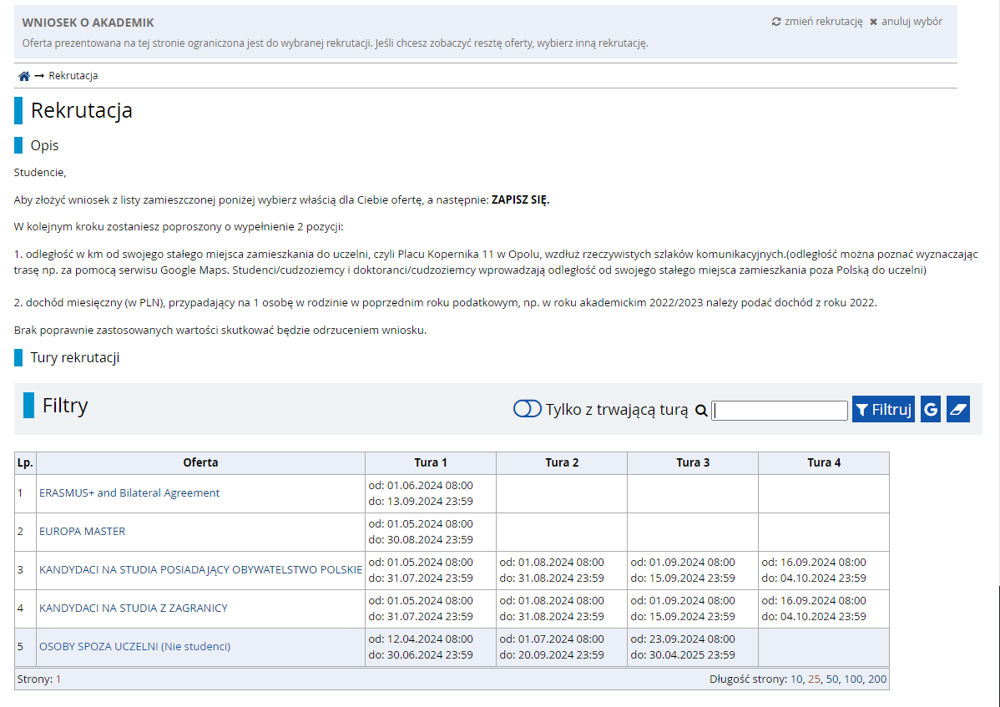 WNIOSEK O AKADEMIK
zmień rekrutację anuluj wybór
Oferta prezentowana na tej stronie ograniczona jest do wybranej rekrutacji. Jeśli chcesz zobaczyć resztę oferty, wybierz inną rekrutację.
→ Rekrutacja
Rekrutacja
Opis
Studencie,
Aby złożyć wniosek z listy zamieszczonej poniżej wybierz właścią dla Ciebie ofertę, a następnie: ZAPISZ SIĘ.
W kolejnym kroku zostaniesz poproszony o wypełnienie 2 pozycji:
1. odległość w km od swojego stałego miejsca zamieszkania do uczelni, czyli Placu Kopernika 11 w Opolu, wzdłuż rzeczywistych szlaków komunikacyjnych.(odległość można poznać wyznaczając
trasę np. za pomocą serwisu Google Maps. Studenci/cudzoziemcy i doktoranci/cudzoziemcy wprowadzają odległość od swojego stałego miejsca zamieszkania poza Polską do uczelni)
2. dochód miesięczny (w PLN), przypadający na 1 osobę w rodzinie w poprzednim roku podatkowym, np. w roku akademickim 2022/2023 należy podać dochód z roku 2022.
Brak poprawnie zastosowanych wartości skutkować będzie odrzuceniem wniosku.
Tury rekrutacji
Filtry
Tylko z trwającą turą Filtruj G
Lp. Oferta Tura 1 Tura 2 Tura 3 Tura 4
1 ERASMUS+ and Bilateral Agreement od: 01.06.2024 08:00
do: 13.09.2024 23:59
2 EUROPA MASTER od: 01.05.2024 08:00
do: 30.08.2024 23:59
3 KANDYDACI NA STUDIA POSIADAJĄCY OBYWATELSTWO POLSKIE od: 01.05.2024 08:00 od: 01.08.2024 08:00 od: 01.09.2024 08:00 od: 16.09.2024 08:00
do: 31.07.2024 23:59 do: 31.08.2024 23:59 do: 15.09.2024 23:59 do: 04.10.2024 23:59
4 KANDYDACI NA STUDIA Z ZAGRANICY od: 01.05.2024 08:00 od: 01.08.2024 08:00 od: 01.09.2024 08:00 od: 16.09.2024 08:00
do: 31.07.2024 23:59 do: 31.08.2024 23:59 do: 15.09.2024 23:59 do: 04.10.2024 23:59
5 OSOBY SPOZA UCZELNI (Nie studenci) od: 12.04.2024 08:00 od: 01.07.2024 08:00 od: 23.09.2024 08:00
do: 30.06.2024 23:59 do: 20.09.2024 23:59 do: 30.04.2025 23:59
Strony: 1 Długość strony: 10, 25, 50, 100, 200